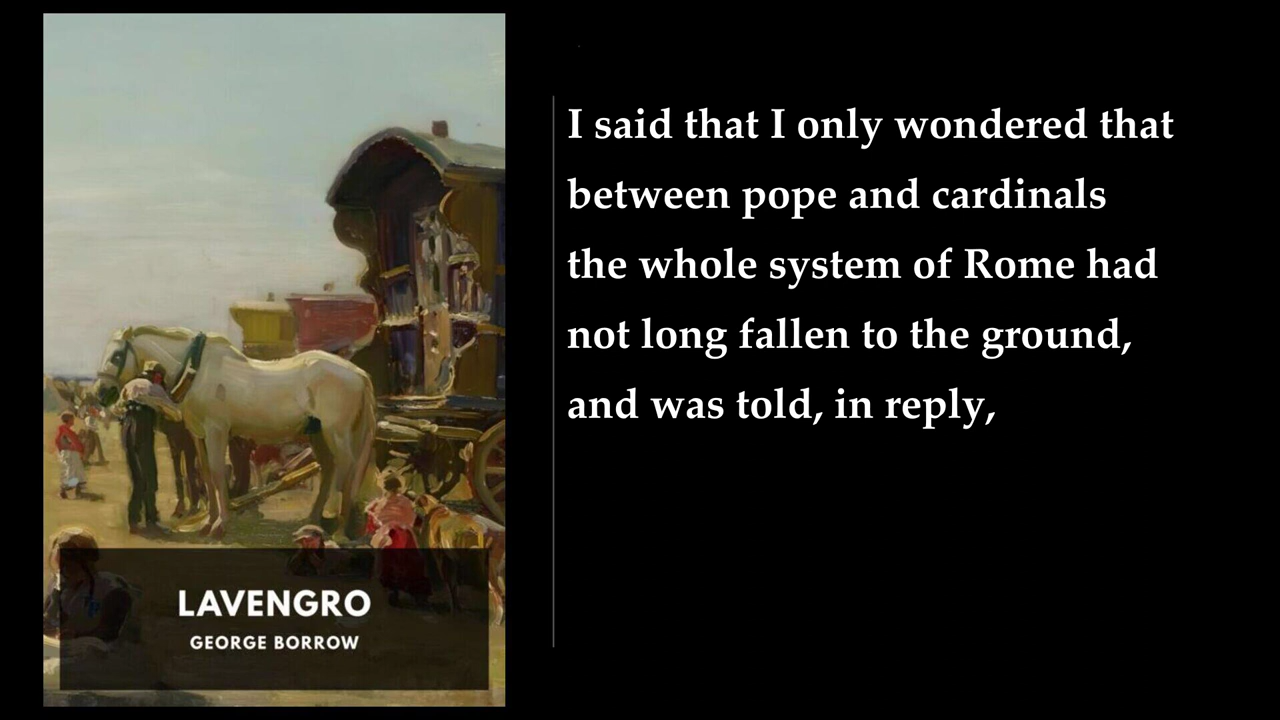 I said that I only wondered that
between pope and cardinals
the whole system of Rome had
not long fallen to the ground,
and was told, in reply,
LAVENGRO
GEORGE BORROW